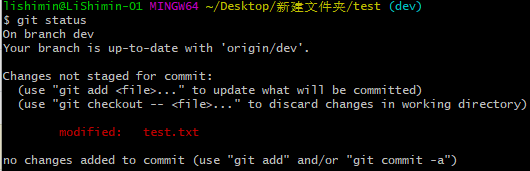 lishimin@LiShimin-01 MINGW64 ~/Desktop/新建文件夹/test (dev)
$ git status
On branch dev
Your branch is up-to-date with 'origin/dev'.

Changes not staged for commit:
  (use "git add <file>..." to update what will be committed)
  (use "git checkout -- <file>..." to discard changes in working directory)

        modified:   test.txt

no changes added to commit (use "git add" and/or "git commit -a")